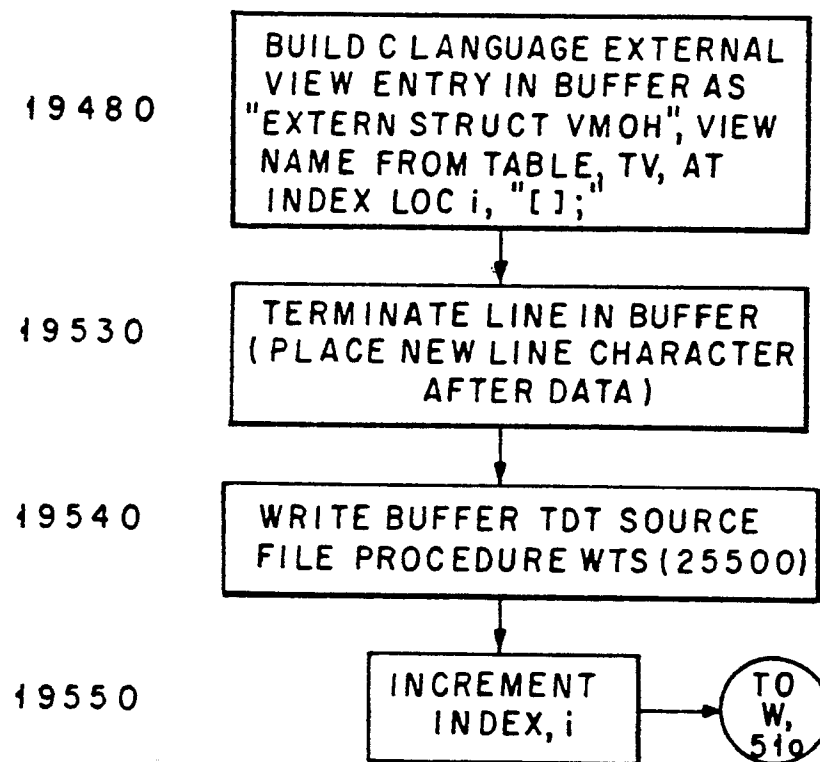 BUILD C LANGUAGE EXTERNAL
VIEW ENTRY IN BUFFER AS
19480
"EXTERN STRUCT VMOH", VIEW
NAME FROM TABLE, TV, AT
INDEX LOC i, "[];"
19530
TERMINATE LINE IN BUFFER
(PLACE NEW LINE CHARACTER
AFTER DATA)
19540
WRITE BUFFER TDT SOURCE
FILE PROCEDURE WTS (25500)
19550
INCREMENT
INDEX, i
TO
W,
51a